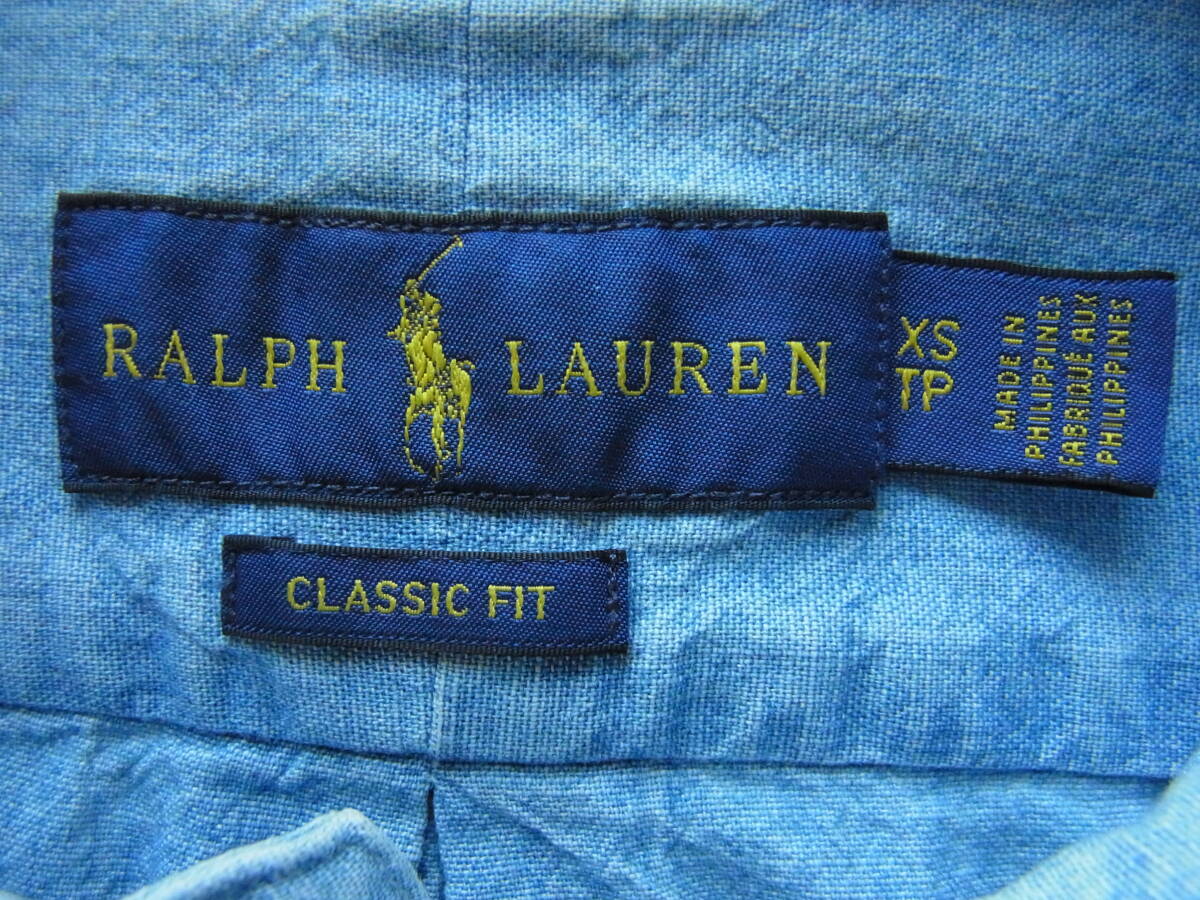 RALPH LAUREN
XS
TP
MADE IN
PHILIPPINES
FABRIQUÉ AUX
PHILIPPINES
CLASSIC FIT